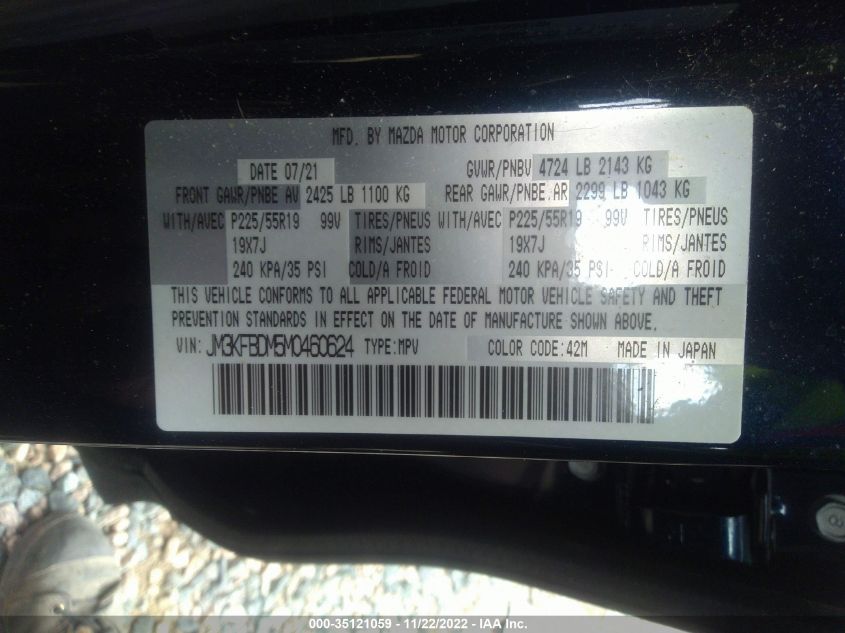 MFD. BY MAZDA MOTOR CORPORATION
DATE 07/21 GVWR/PNBV 4724 LB 2143 KG
FRONT GAWR/PNBE AV 2425 LB 1100 KG REAR GAWR/PNBE.AR 2299 LB 1043 KG
WITH/AVEC P225/55R19 99V TIRES/PNEUS WITH/AVEC P225/55R19 99V TIRES/PNEUS
19X7J RIMS/JANTES 19X7J RIMS/JANTES
240 KPA/35 PSI COLD/A FROID 240 KPA/35 PSI COLD/A FROID
THIS VEHICLE CONFORMS TO ALL APPLICABLE FEDERAL MOTOR VEHICLE SAFETY AND THEFT
PREVENTION STANDARDS IN EFFECT ON THE DATE OF MANUFACTURE SHOWN ABOVE.
VIN: JM3KFBDM5M0460624 TYPE:MPV COLOR CODE:42M MADE IN JAPAN
8
000-35121059 - 11/22/2022 - IAA Inc.